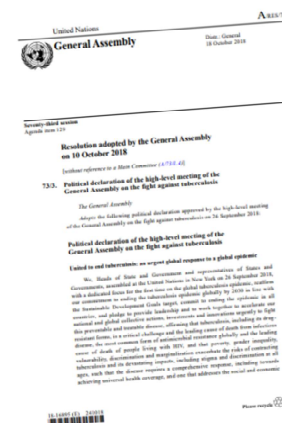 United Nations
A/RES/
General Assembly
Distr.: General
18 October 2018
Seventy-third session
Agenda item 129
Resolution adopted by the General Assembly
on 10 October 2018
[without reference to a Main Committee (A/73/L.4)]
73/3. Political declaration of the high-level meeting of the
General Assembly on the fight against tuberculosis
The General Assembly
Adopts the following political declaration approved by the high-level meeting
of the General Assembly on the fight against tuberculosis on 26 September 2018.
Political declaration of the high-level meeting of the
General Assembly on the fight against tuberculosis
United to end tuberculosis: an urgent global response to a global epidemic
We, Heads of State and Government and representatives of States and
Governments, assembled at the United Nations in New York on 26 September 2018,
with a dedicated focus for the first time on the global tuberculosis epidemic, reaffirm
our commitment to ending the tuberculosis epidemic globally by 2030 in line with
the Sustainable Development Goals target, commit to ending the epidemic in all
countries, and pledge to provide leadership and to work together to accelerate our
national and global collective actions, investments and innovations urgently to fight
this preventable and treatable disease, affirming that tuberculosis, including its drug-
resistant forms, is a critical challenge and the leading cause of death from infectious
disease, the most common form of antimicrobial resistance globally and the leading
cause of death of people living with HIV, and that poverty, gender inequality,
vulnerability, discrimination and marginalization exacerbate the risks of contracting
tuberculosis and its devastating impacts, including stigma and discrimination at all
ages, such that the disease requires a comprehensive response, including towards
achieving universal health coverage, and one that addresses the social and economic
18-16885 (E) 241018
Please recycle